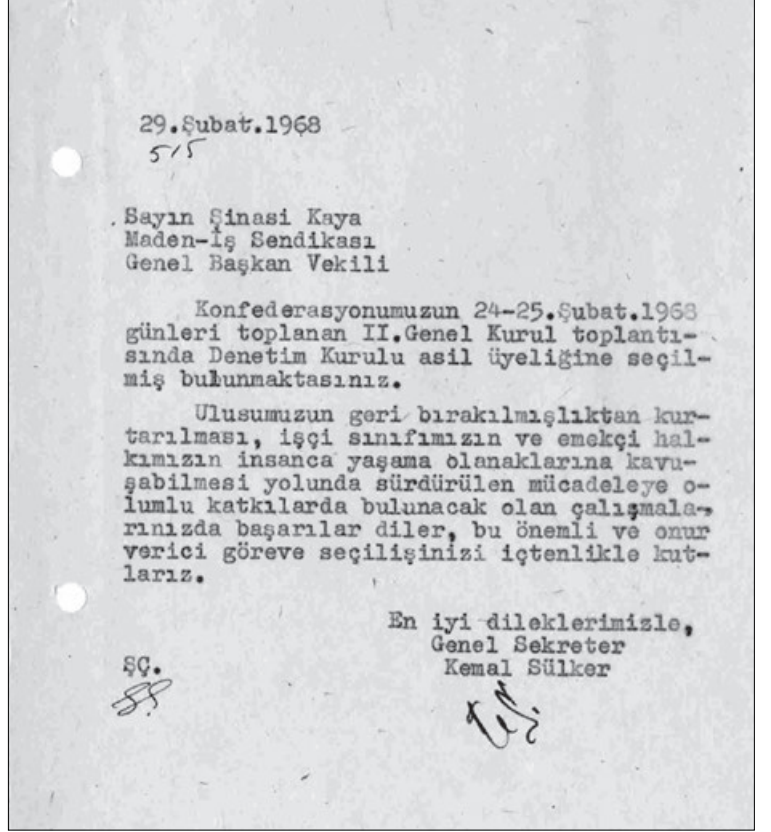 29.Şubat.1968
515
Sayın Şinasi Kaya
Maden-İş Sendikası
Genel Başkan Vekili
Konfederasyonumuzun 24-25.Şubat.1968
günleri toplanan II.Genel Kurul toplantı-
sında Denetim Kurulu asil üyeliğine seçil-
miş bulunmaktasınız.
Ulusumuzun geri bırakılmışlıktan kur-
tarılması, işçi sınıfımızın ve emekçi hal-
kımızın insanca yaşama olanaklarına kavu-
şabilmesi yolunda sürdürülen mücadeleye o-
lumlu katkılarda bulunacak olan çalışmala-
rınızda başarılar diler, bu önemli ve onur
verici göreve seçilişinizi içtenlikle kut-
larız.
En iyi dileklerimizle,
Genel Sekreter
ŞÇ. Kemal Sülker